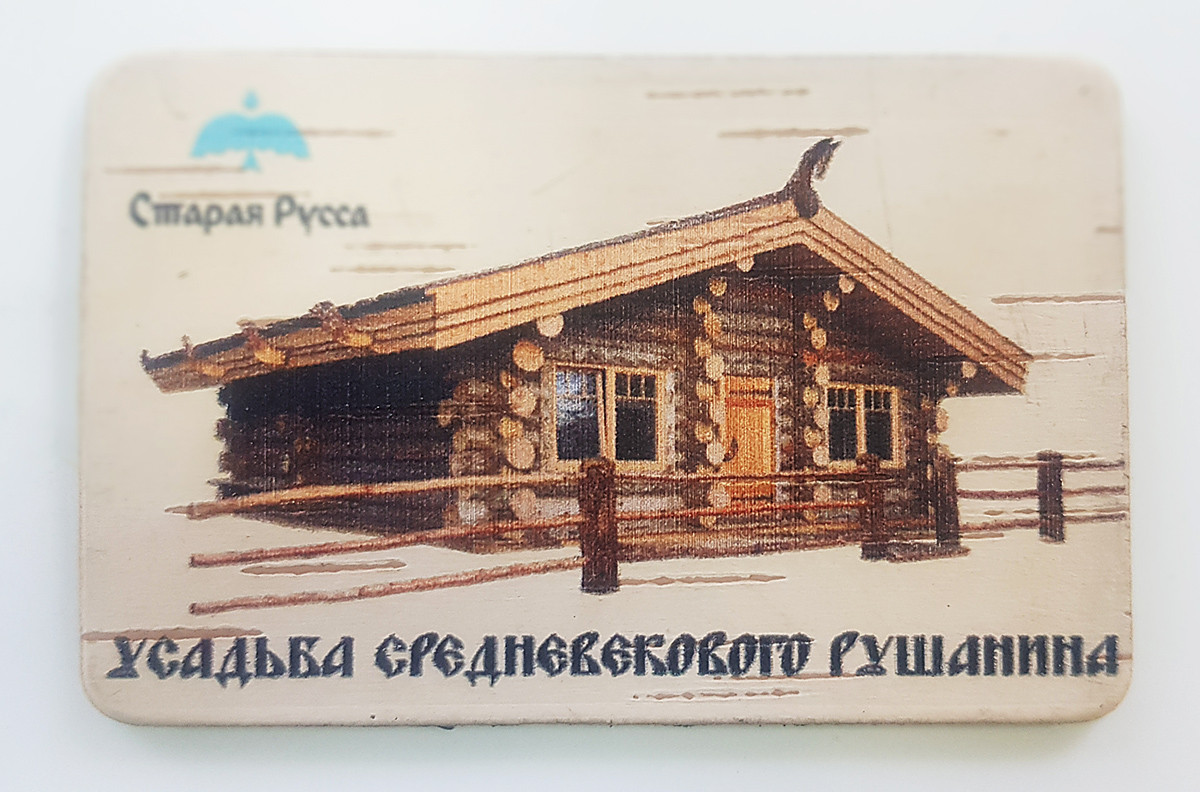 Старая Русса
УСАДЬБА СРЕДНЕВЕКОВОГО РУШАНИНА